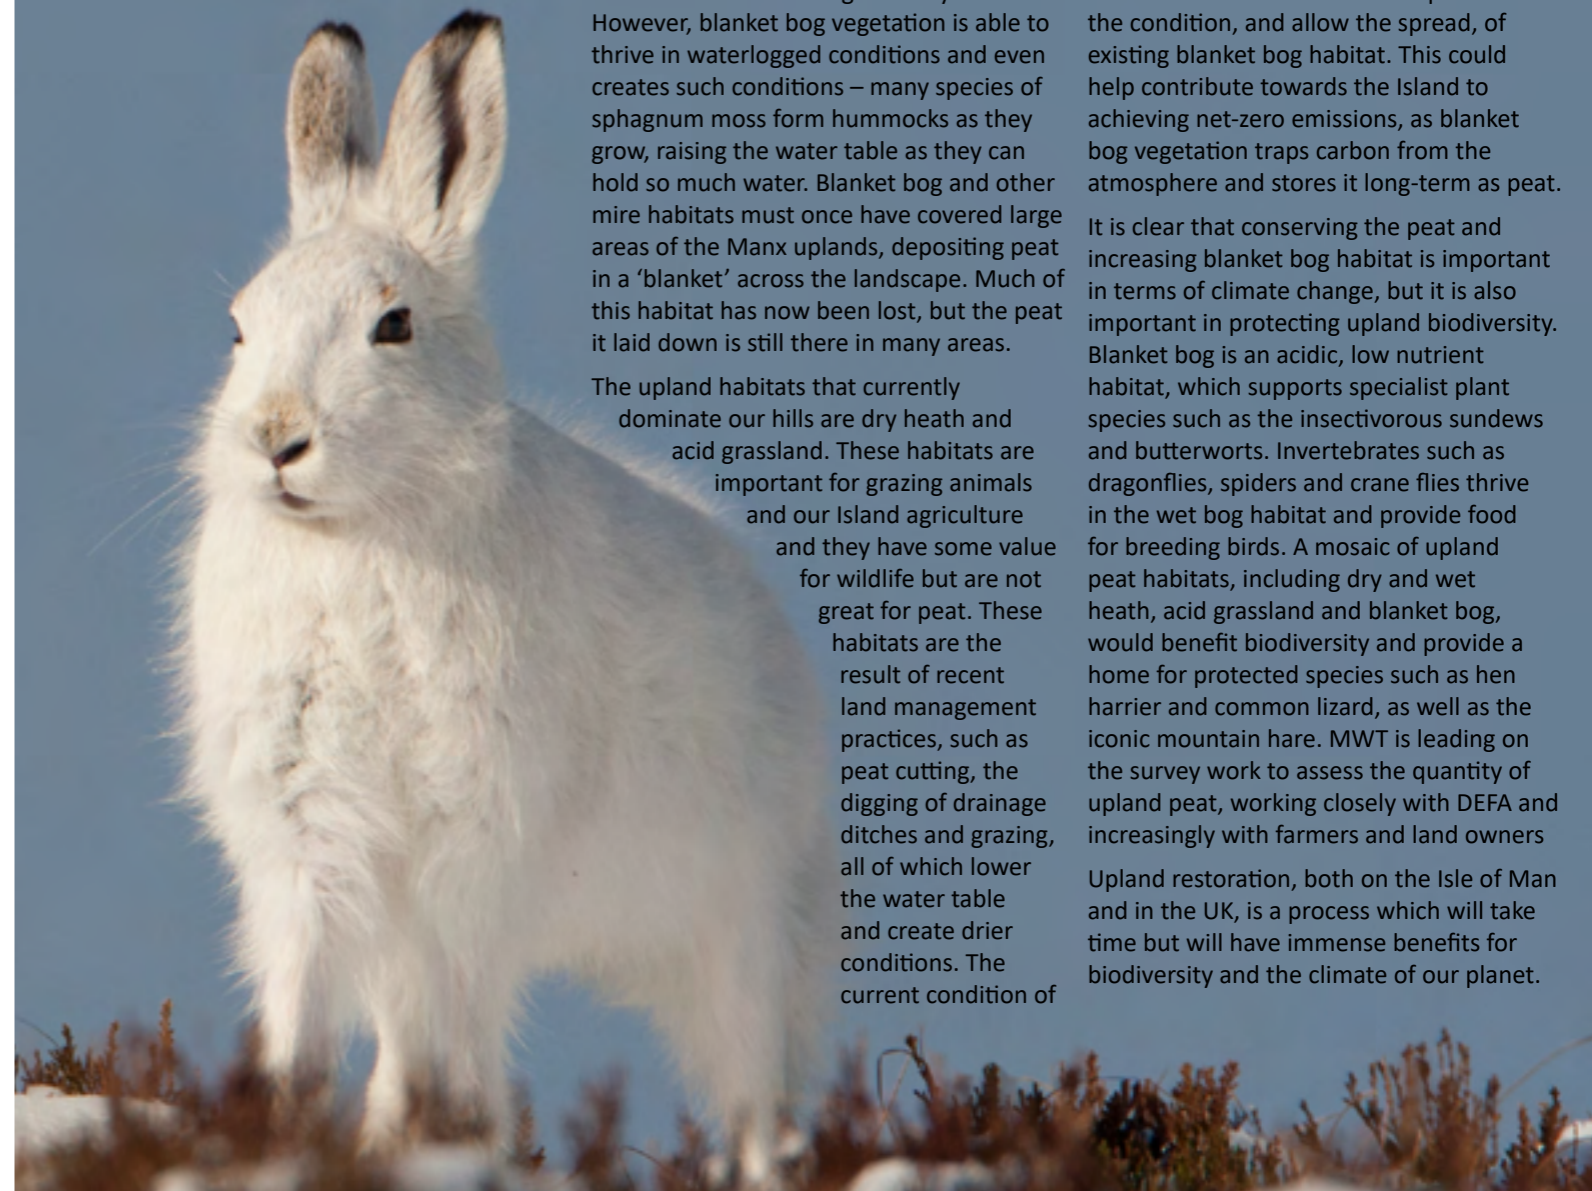 However, blanket bog vegetation is able to
thrive in waterlogged conditions and even
creates such conditions – many species of
sphagnum moss form hummocks as they
grow, raising the water table as they can
hold so much water. Blanket bog and other
mire habitats must once have covered large
areas of the Manx uplands, depositing peat
in a ‘blanket’ across the landscape. Much of
this habitat has now been lost, but the peat
it laid down is still there in many areas.
The upland habitats that currently
dominate our hills are dry heath and
acid grassland. These habitats are
important for grazing animals
and our Island agriculture
and they have some value
for wildlife but are not
great for peat. These
habitats are the
result of recent
land management
practices, such as
peat cutting, the
digging of drainage
ditches and grazing,
all of which lower
the water table
and create drier
conditions. The
current condition of
the condition, and allow the spread, of
existing blanket bog habitat. This could
help contribute towards the Island to
achieving net-zero emissions, as blanket
bog vegetation traps carbon from the
atmosphere and stores it long-term as peat.
It is clear that conserving the peat and
increasing blanket bog habitat is important
in terms of climate change, but it is also
important in protecting upland biodiversity.
Blanket bog is an acidic, low nutrient
habitat, which supports specialist plant
species such as the insectivorous sundews
and butterworts. Invertebrates such as
dragonflies, spiders and crane flies thrive
in the wet bog habitat and provide food
for breeding birds. A mosaic of upland
peat habitats, including dry and wet
heath, acid grassland and blanket bog,
would benefit biodiversity and provide a
home for protected species such as hen
harrier and common lizard, as well as the
iconic mountain hare. MWT is leading on
the survey work to assess the quantity of
upland peat, working closely with DEFA and
increasingly with farmers and land owners
Upland restoration, both on the Isle of Man
and in the UK, is a process which will take
time but will have immense benefits for
biodiversity and the climate of our planet.